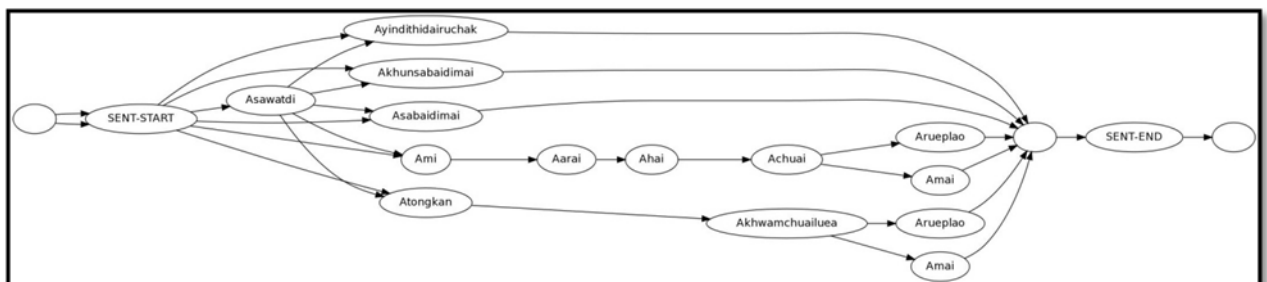 Ayindithidairuchak
Akhunsabaidimai
Asawatdi
Asabaidimai
SENT-START
Arueplao
SENT-END
Ami
Aarai
Ahai
Achuai
Amai
Atongkan
Akhwamchuailuea
Arueplao
Amai